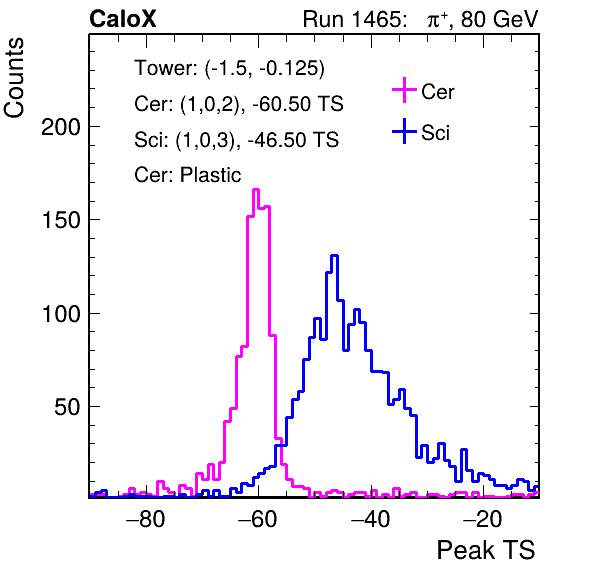 CaloX Run 1465: π⁺, 80 GeV
Counts
Tower: (-1.5, -0.125)
Cer: (1,0,2), -60.50 TS
Sci: (1,0,3), -46.50 TS
Cer: Plastic
Cer
Sci
200
150
100
50
−80 −60 −40 −20
Peak TS